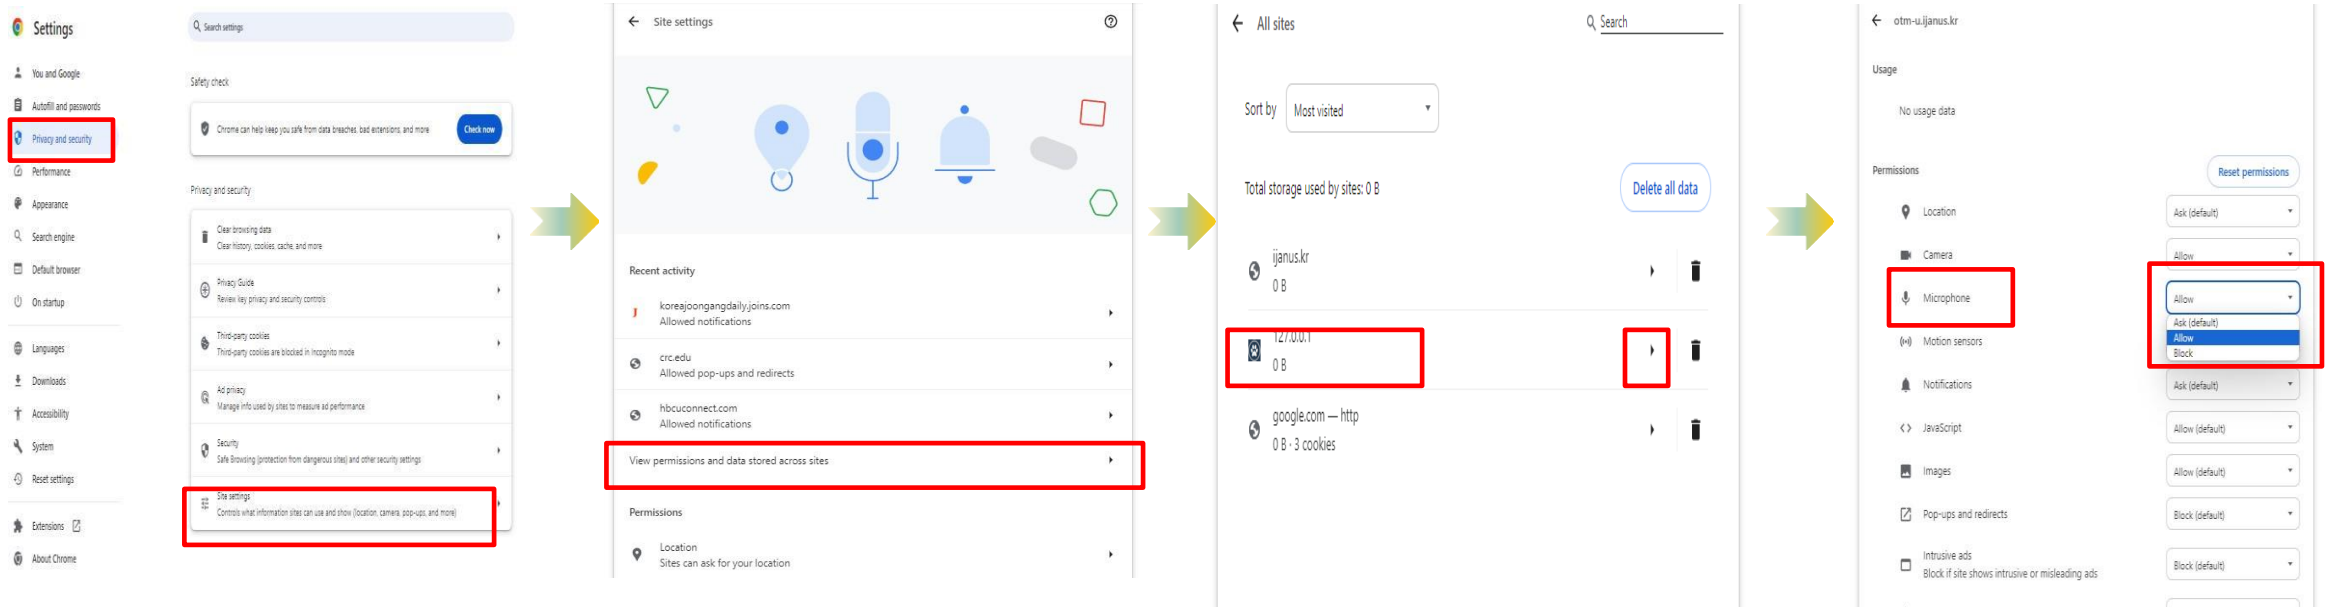 Settings
Search settings
You and Google
Autofill and passwords
Privacy and security
Performance
Appearance
Search engine
Default browser
On startup
Languages
Downloads
Accessibility
System
Reset settings
Extensions
About Chrome
Safety check
Chrome can help keep you safe from data breaches, bad extensions, and more
Check now
Privacy and security
Clear browsing data
Clear history, cookies, cache, and more
Privacy Guide
Review key privacy and security controls
Third-party cookies
Third-party cookies are blocked in Incognito mode
Ad privacy
Manage info used by sites to measure ad performance
Security
Safe Browsing (protection from dangerous sites) and other security settings
Site settings
Controls what information sites can use and show (location, camera, pop-ups, and more)
Site settings
Recent activity
J
koreajoongangdaily.joins.com
Allowed notifications
crc.edu
Allowed pop-ups and redirects
hbcuconnect.com
Allowed notifications
View permissions and data stored across sites
Permissions
Location
Sites can ask for your location
All sites
Search
Sort by
Most visited
Total storage used by sites: 0 B
Delete all data
ijanus.kr
0 B
127.0.0.1
0 B
google.com — http
0 B · 3 cookies
otm-u.ijanus.kr
Usage
No usage data
Permissions
Reset permissions
Location
Ask (default)
Camera
Allow
Microphone
Allow
Ask (default)
Allow
Block
Motion sensors
Notifications
Ask (default)
JavaScript
Allow (default)
Images
Allow (default)
Pop-ups and redirects
Block (default)
Intrusive ads
Block if site shows intrusive or misleading ads
Block (default)